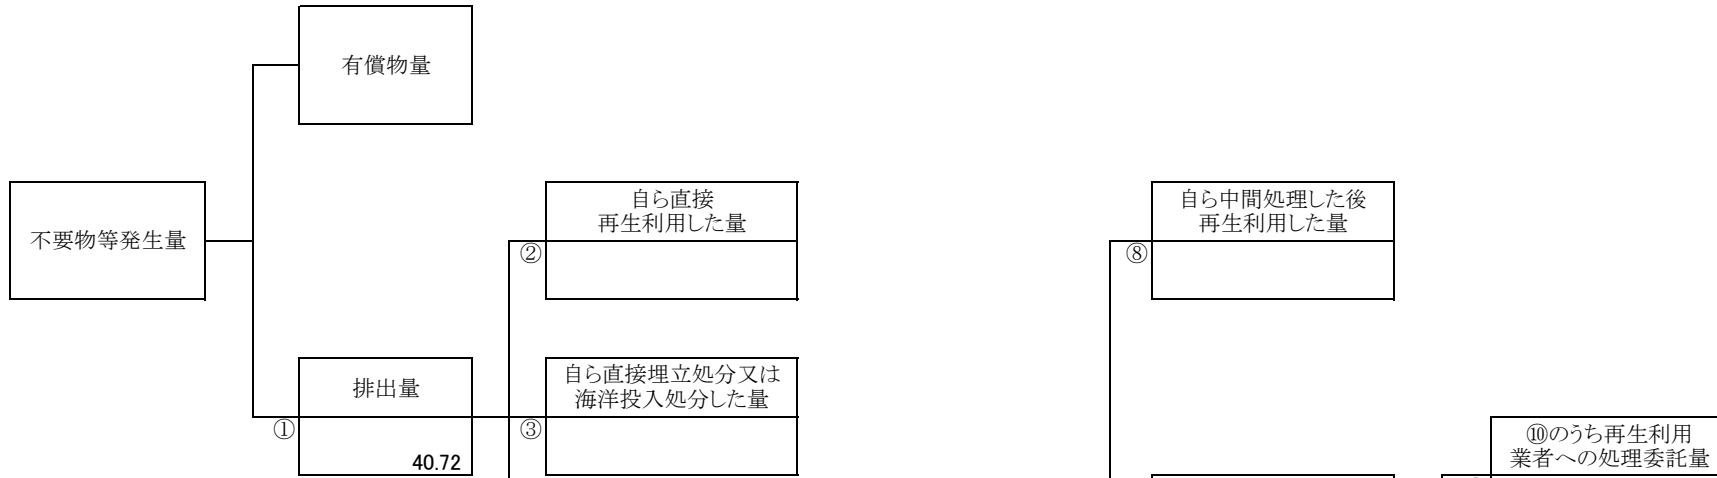 有償物量
不要物等発生量
自ら直接
再生利用した量
②
自ら中間処理した後
再生利用した量
⑧
排出量
①
40.72
自ら直接埋立処分又は
海洋投入処分した量
③
⑩のうち再生利用
業者への処理委託量